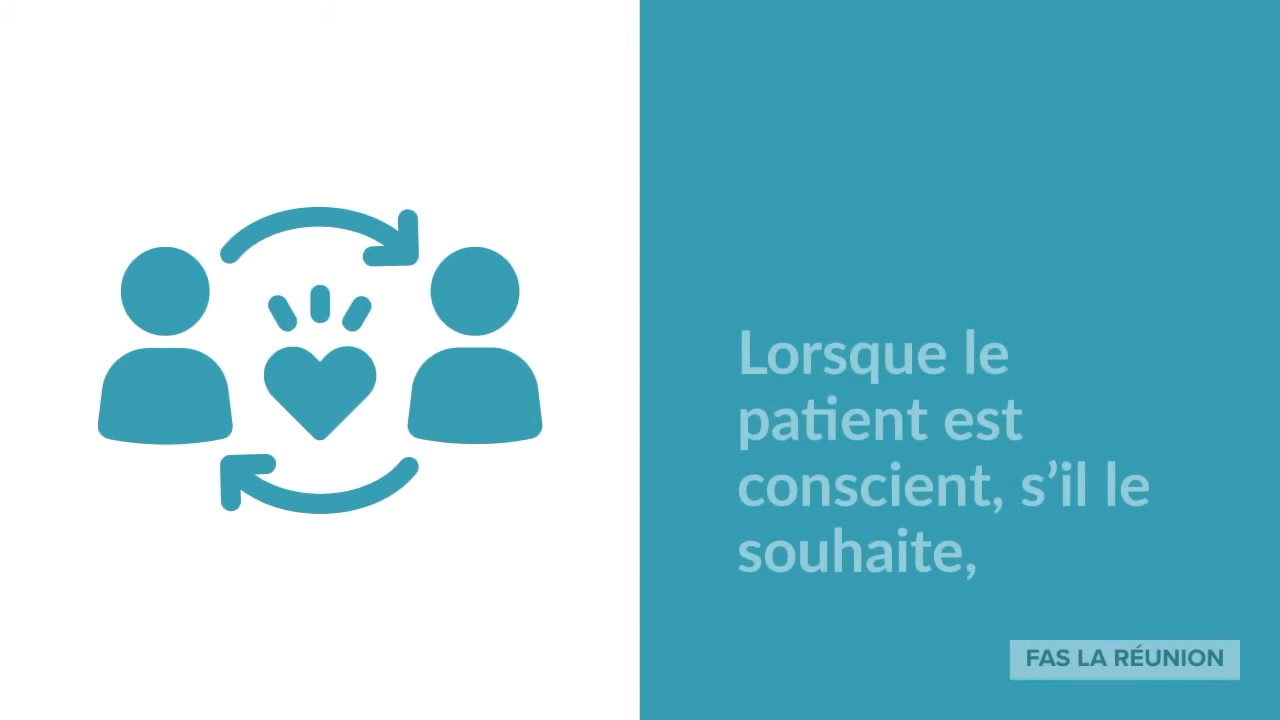 Lorsque le
patient est
conscient, s’il le
souhaite,
FAS LA RÉUNION